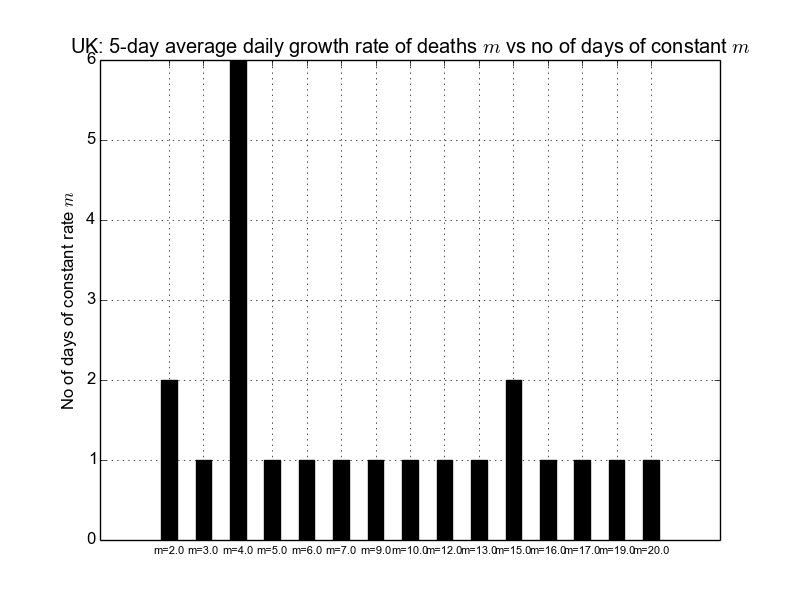 UK: 5-day average daily growth rate of deaths m vs no of days of constant m
6
5
4
3
2
1
0
No of days of constant rate m
m=2.0 m=3.0 m=4.0 m=5.0 m=6.0 m=7.0 m=9.0 m=10.0 m=12.0 m=13.0 m=15.0 m=16.0 m=17.0 m=19.0 m=20.0